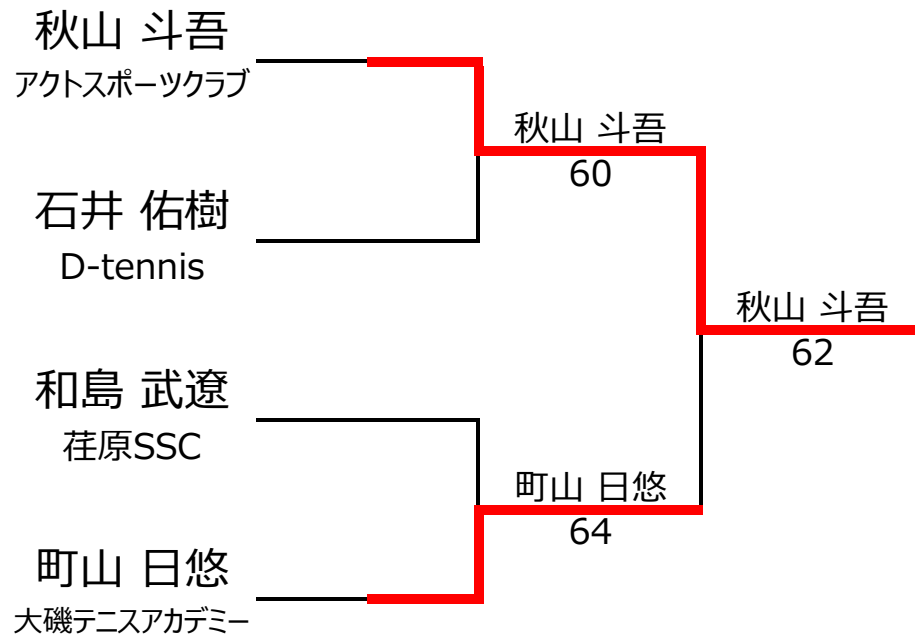 秋山 斗吾
アクトスポーツクラブ
秋山 斗吾
60
石井 佑樹
D-tennis
秋山 斗吾
62
和島 武遼
荏原SSC
町山 日悠
64
町山 日悠
大磯テニスアカデミー